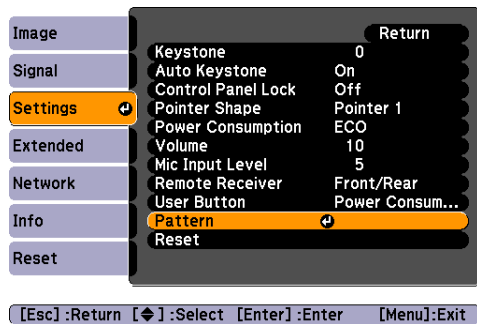 Image
Signal
Settings
Extended
Network
Info
Reset
Return
Keystone 0
Auto Keystone On
Control Panel Lock Off
Pointer Shape Pointer 1
Power Consumption ECO
Volume 10
Mic Input Level 5
Remote Receiver Front/Rear
User Button Power Consum...
Pattern
Reset
[Esc] :Return [◆] :Select [Enter] :Enter [Menu]:Exit